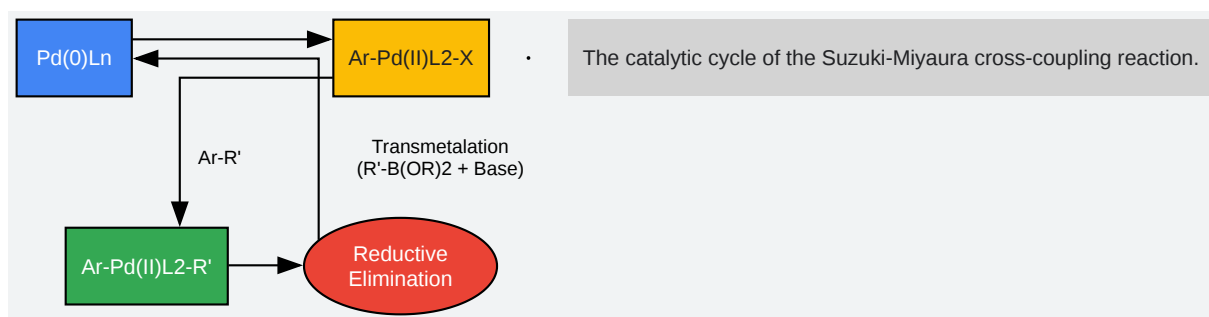 Pd(0)Ln
Ar-Pd(II)L2-X
The catalytic cycle of the Suzuki-Miyaura cross-coupling reaction.
Ar-R'
Transmetalation
(R'-B(OR)2 + Base)
Ar-Pd(II)L2-R'
Reductive
Elimination